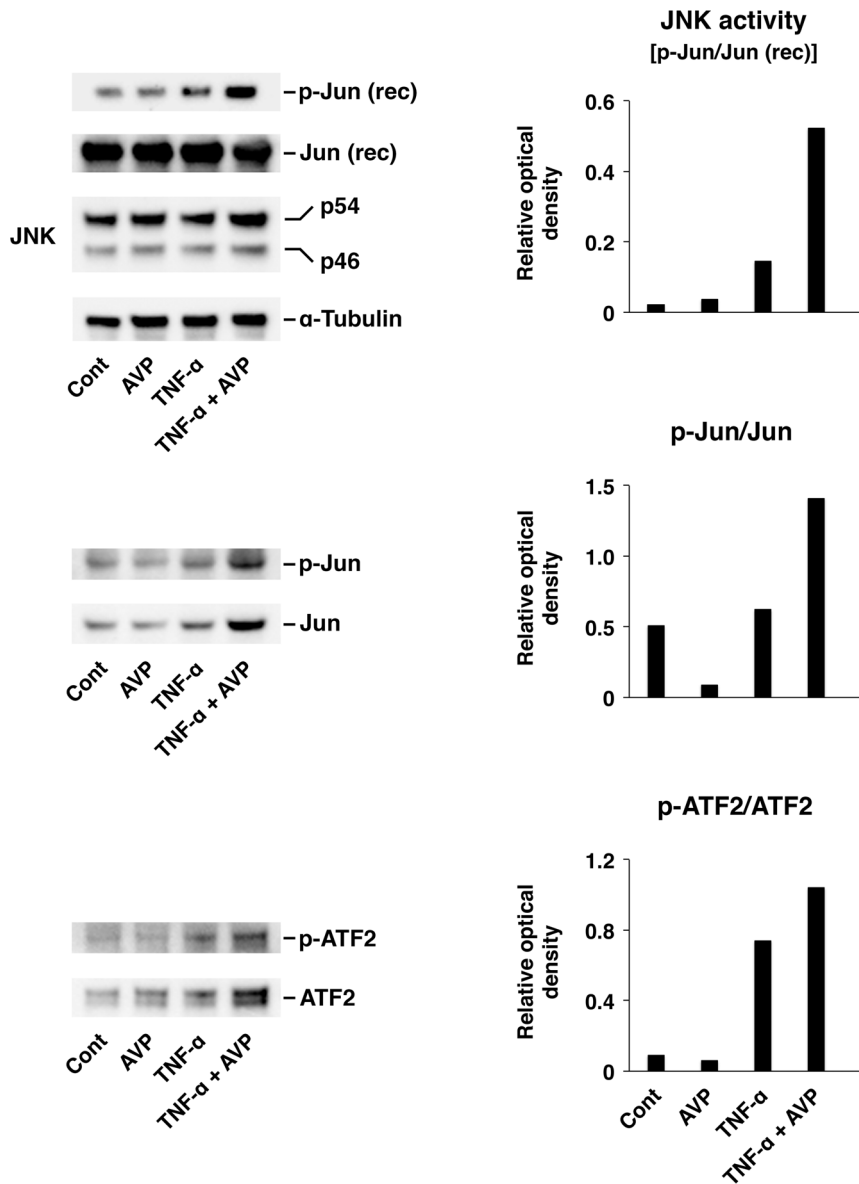 p-Jun (rec)
Jun (rec)
JNK
p54
p46
ɑ-Tubulin
Cont
AVP
TNF-ɑ
TNF-ɑ + AVP
JNK activity
[p-Jun/Jun (rec)]
Relative optical
density
0.6
0.4
0.2
0
p-Jun
Jun
Cont
AVP
TNF-ɑ
TNF-ɑ + AVP
p-Jun/Jun
Relative optical
density
1.5
1.0
0.5
0
p-ATF2
ATF2
Cont
AVP
TNF-ɑ
TNF-ɑ + AVP
p-ATF2/ATF2
Relative optical
density
1.2
0.8
0.4
0
Cont
AVP
TNF-ɑ
TNF-ɑ + AVP